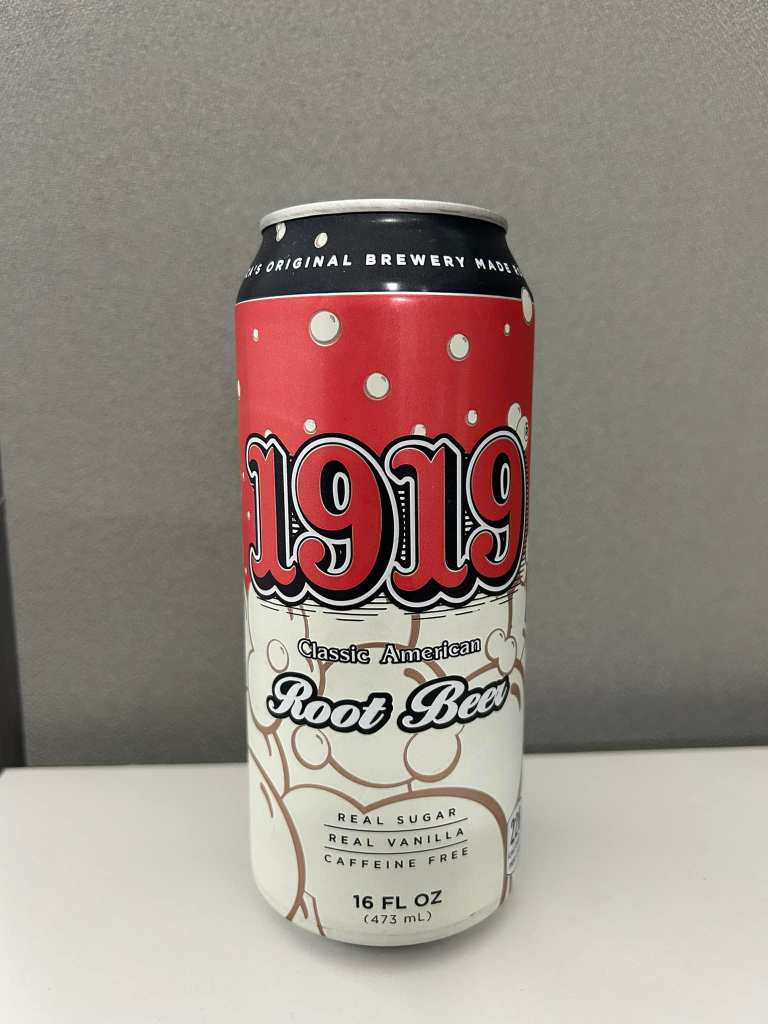 ORIGINAL BREWERY MADE
1919
Classic American
Root Beer
REAL SUGAR
REAL VANILLA
CAFFEINE FREE
16 FL OZ
(473 mL)